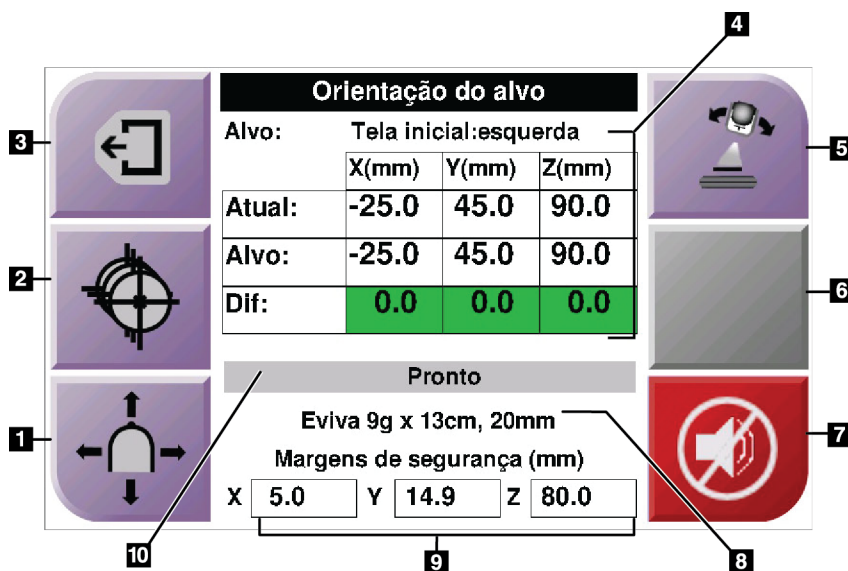 4
Orientação do alvo
3
Alvo: Tela inicial:esquerda
5
X(mm) Y(mm) Z(mm)
Atual: -25.0 45.0 90.0
Alvo: -25.0 45.0 90.0
2
6
Dif: 0.0 0.0 0.0
Pronto
Eviva 9g x 13cm, 20mm
1
7
Margens de segurança (mm)
X 5.0 Y 14.9 Z 80.0
10
9
8